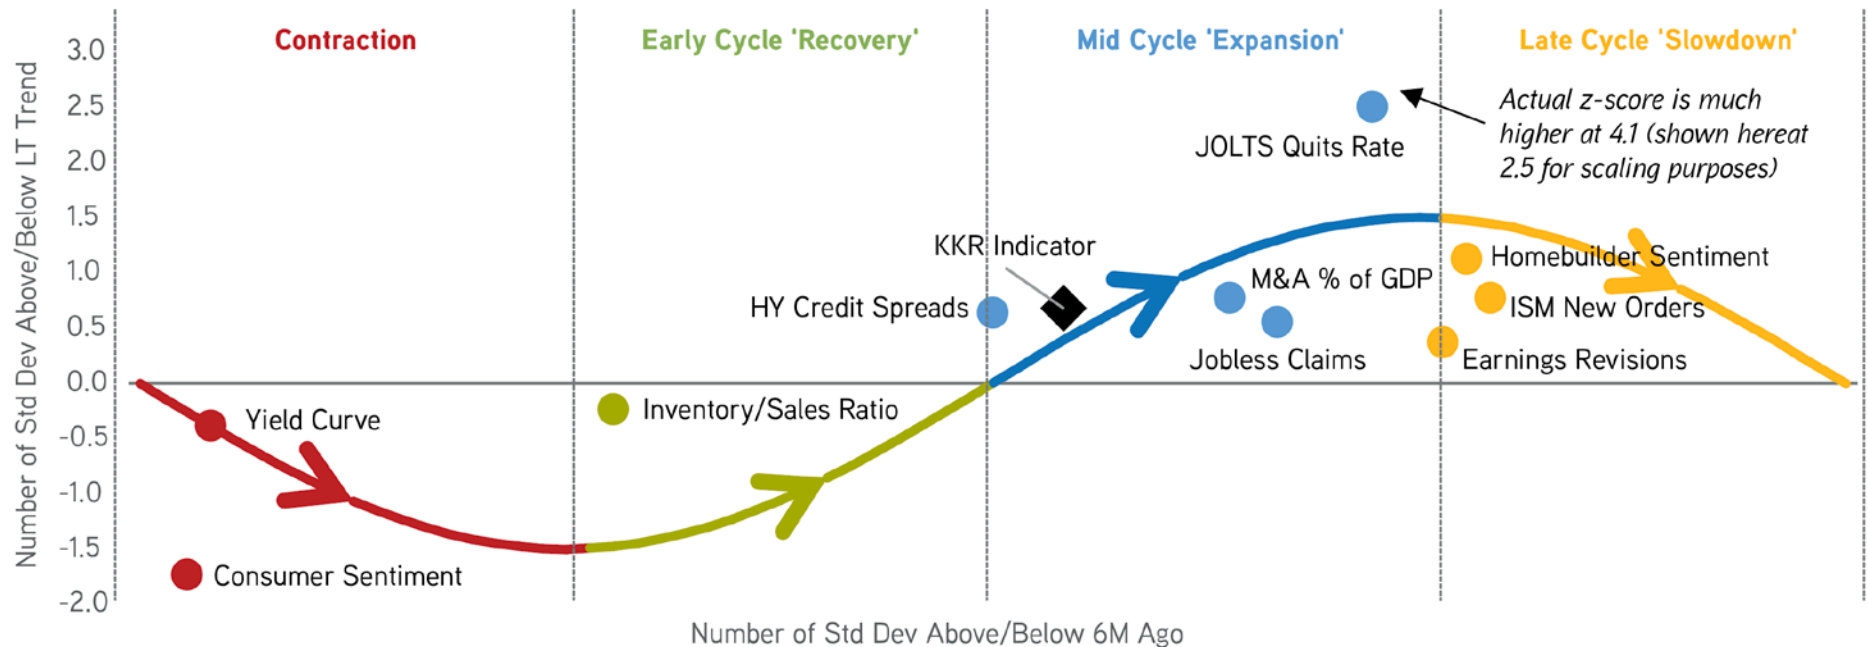 Contraction
Early Cycle 'Recovery'
Mid Cycle 'Expansion'
Late Cycle 'Slowdown'
Number of Std Dev Above/Below LT Trend
3.0
2.5
2.0
1.5
1.0
0.5
0.0
-0.5
-1.0
-1.5
-2.0
Actual z-score is much
higher at 4.1 (shown hereat
2.5 for scaling purposes)
JOLTS Quits Rate
KKR Indicator
HY Credit Spreads
M&A % of GDP
Jobless Claims
Homebuilder Sentiment
ISM New Orders
Earnings Revisions
Yield Curve
Inventory/Sales Ratio
Consumer Sentiment
Number of Std Dev Above/Below 6M Ago